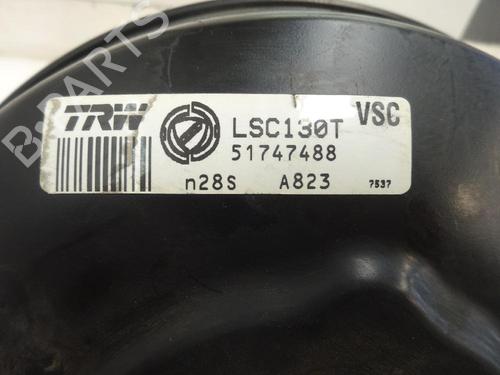 B-PARTS
TRW LSC130T VSC
51747488
n28S A823 7537